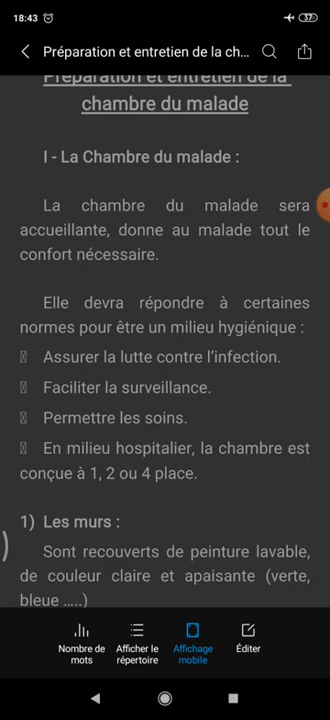 18:43
37
Préparation et entretien de la ch...
Préparation et entretien de la
chambre du malade
I - La Chambre du malade :
La chambre du malade sera
accueillante, donne au malade tout le
confort nécessaire.
Elle devra répondre à certaines
normes pour être un milieu hygiénique :
Assurer la lutte contre l'infection.
Faciliter la surveillance.
Permettre les soins.
En milieu hospitalier, la chambre est
conçue à 1, 2 ou 4 place.
1) Les murs :
Sont recouverts de peinture lavable,
de couleur claire et apaisante (verte,
bleue .....)
Nombre de mots
Afficher le répertoire
Affichage mobile
Éditer